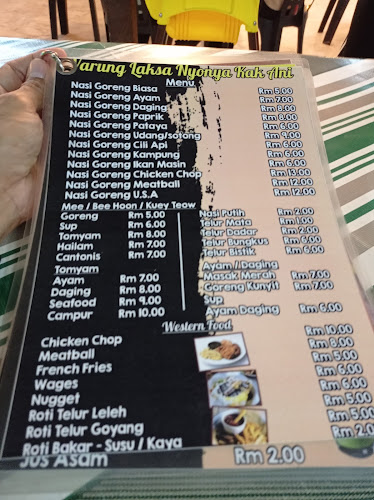 Warung Laksa Nyonya Kak Ani
Menu
Nasi Goreng Biasa Rm 5.00
Nasi Goreng Ayam Rm 7.00
Nasi Goreng Daging Rm 8.00
Nasi Goreng Paprik Rm 8.00
Nasi Goreng Pataya Rm 6.00
Nasi Goreng Udang/sotong Rm 9.00
Nasi Goreng Cili Api Rm 6.00
Nasi Goreng Kampung Rm 6.00
Nasi Goreng Ikan Masin Rm 6.00
Nasi Goreng Chicken Chop Rm 13.00
Nasi Goreng Meatball Rm 12.00
Nasi Goreng U.S.A Rm 12.00
Mee / Bee Hoon / Kuey Teow
Goreng Rm 5.00
Sup Rm 6.00
Tomyam Rm 8.00
Hailam Rm 7.00
Cantonis Rm 7.00
Tomyam
Ayam Rm 7.00
Daging Rm 8.00
Seafood Rm 9.00
Campur Rm 10.00
Nasi Putih Rm 2.00
Telur Mata Rm 1.00
Telur Dadar Rm 2.00
Telur Bungkus Rm 6.00
Telur Bistik Rm 6.00
Ayam / Daging
Masak Merah Rm 7.00
Goreng Kunyit Rm 7.00
Sup
Ayam Daging Rm 6.00
Western Food
Chicken Chop Rm 10.00
Meatball Rm 8.00
French Fries Rm 5.00
Wages Rm 6.00
Nugget Rm 5.00
Roti Telur Leleh Rm 6.00
Roti Telur Goyang Rm 5.00
Roti Bakar - Susu / Kaya Rm 2.0
Jus Asam Rm 2.00